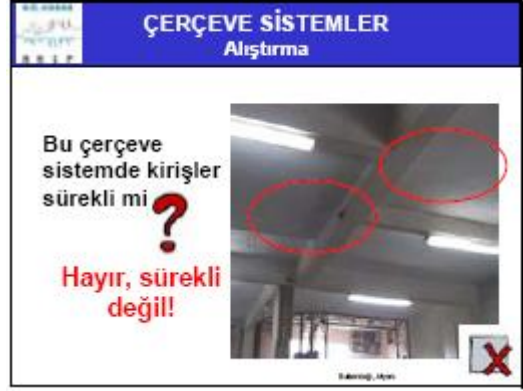 ÇERÇEVE SİSTEMLER
Alıştırma
Bu çerçeve
sistemde kirişler
sürekli mi
?
Hayır, sürekli
değil!